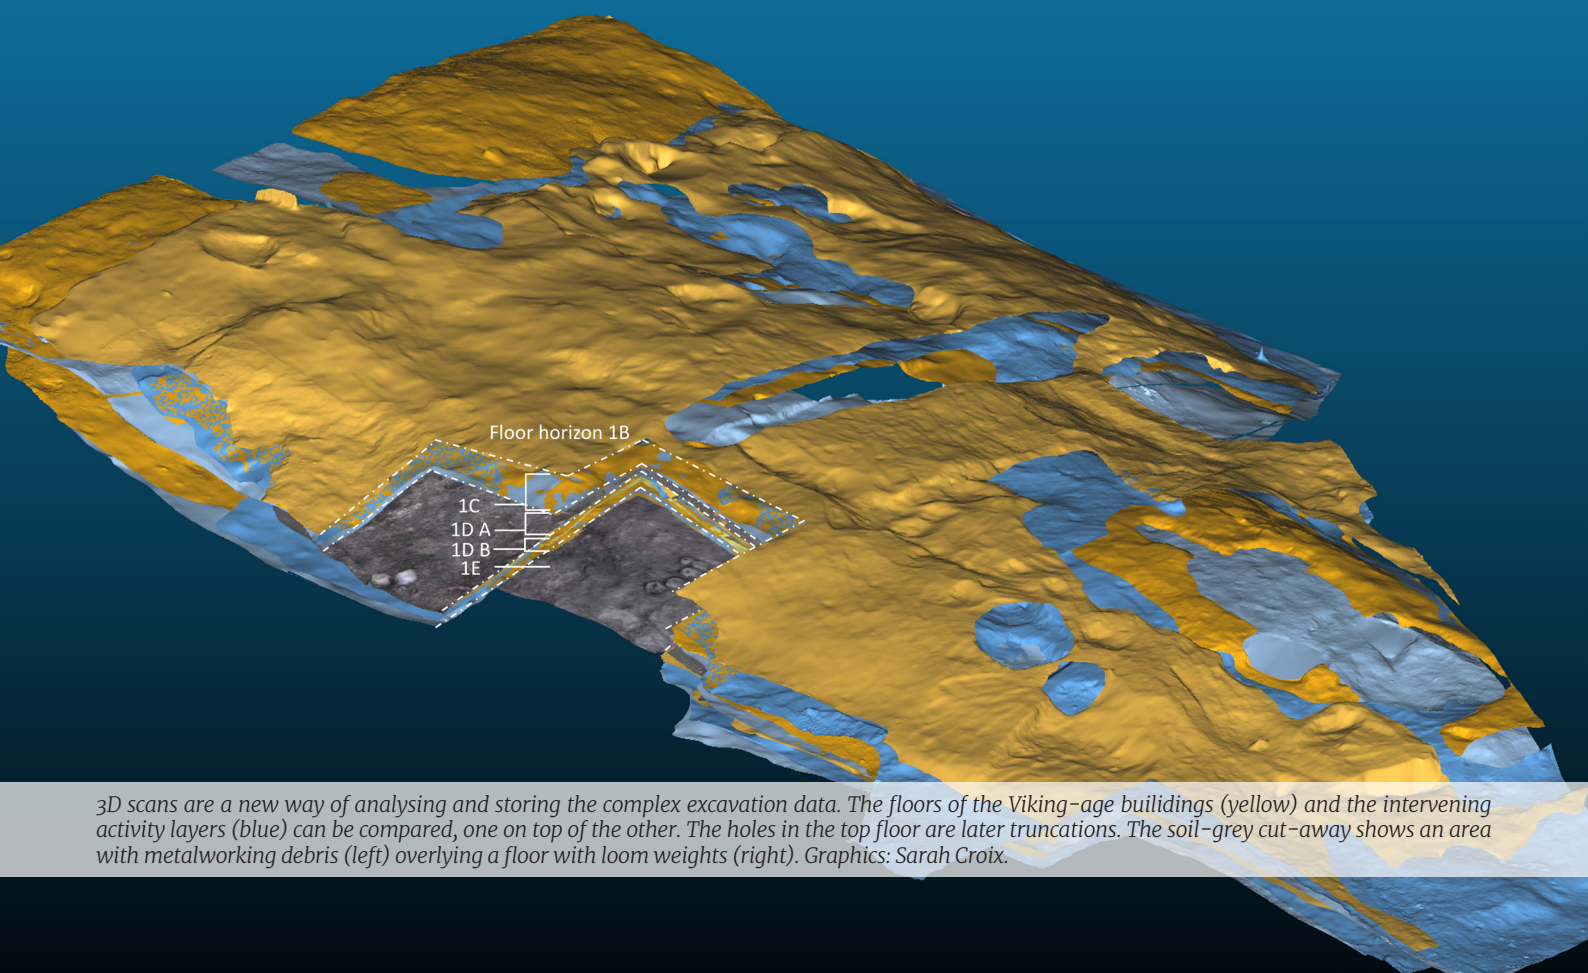 Floor horizon 1B
1C
1D A
1D B
1E
3D scans are a new way of analysing and storing the complex excavation data. The floors of the Viking-age builidings (yellow) and the intervening
activity layers (blue) can be compared, one on top of the other. The holes in the top floor are later truncations. The soil-grey cut-away shows an area
with metalworking debris (left) overlying a floor with loom weights (right). Graphics: Sarah Croix.